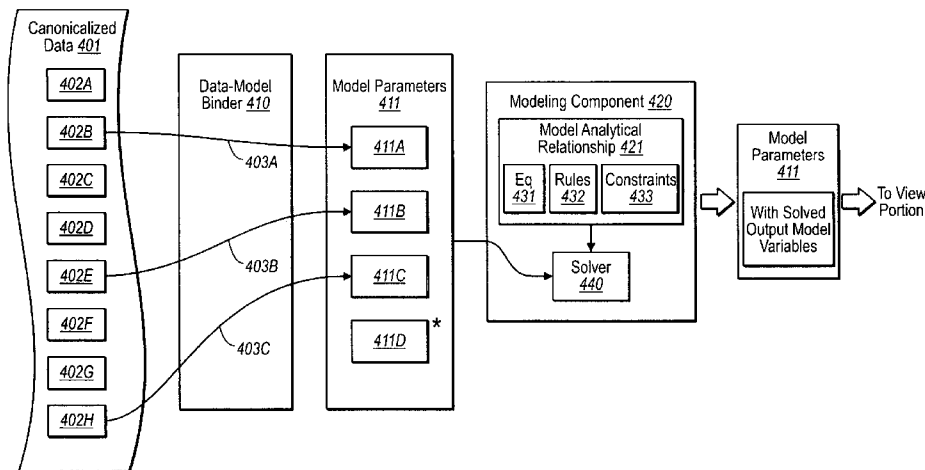 Canonicalized
Data 401
402A
402B
402C
402D
402E
402F
402G
402H
Data-Model
Binder 410
403A
403B
403C
Model Parameters
411
411A
411B
411C
411D *
Modeling Component 420
Model Analytical
Relationship 421
Eq
431
Rules
432
Constraints
433
Solver
440
Model
Parameters
411
With Solved
Output Model
Variables
To View
Portion